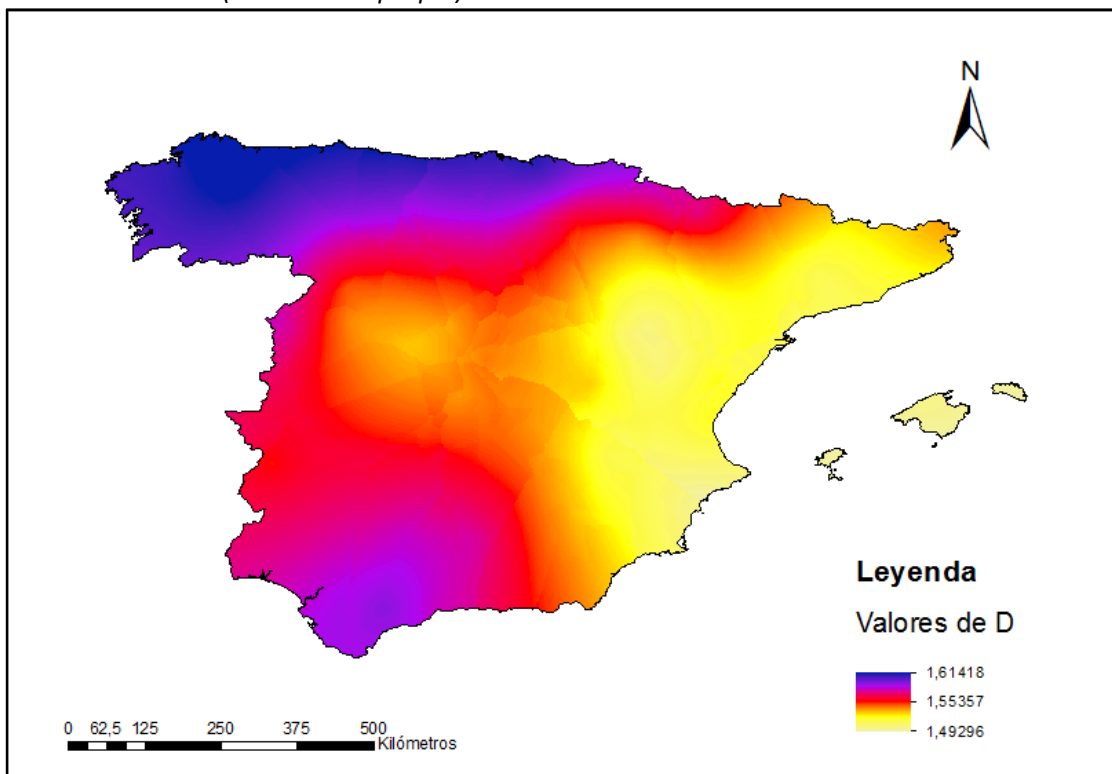 N
Leyenda
Valores de D
1,61418
1,55357
1,49296
0 62,5 125 250 375 500
Kilómetros